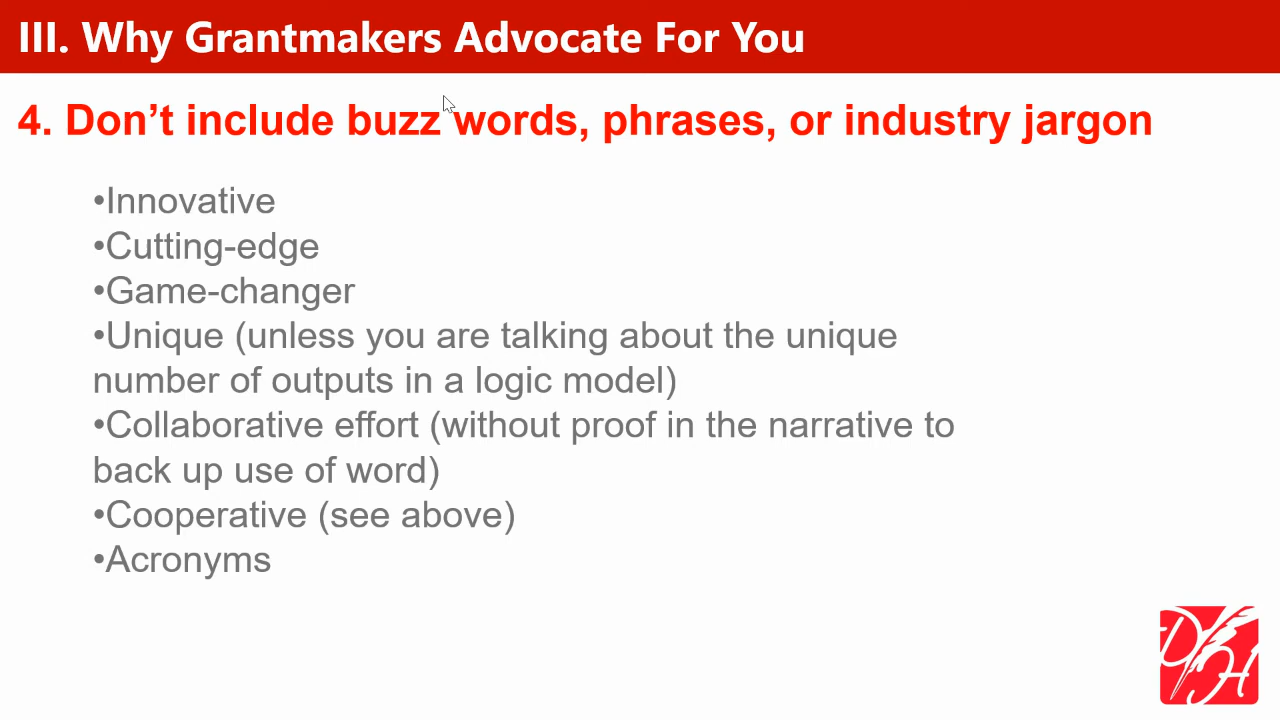 III. Why Grantmakers Advocate For You
4. Don’t include buzz words, phrases, or industry jargon
•Innovative
•Cutting-edge
•Game-changer
•Unique (unless you are talking about the unique
number of outputs in a logic model)
•Collaborative effort (without proof in the narrative to
back up use of word)
•Cooperative (see above)
•Acronyms
DH